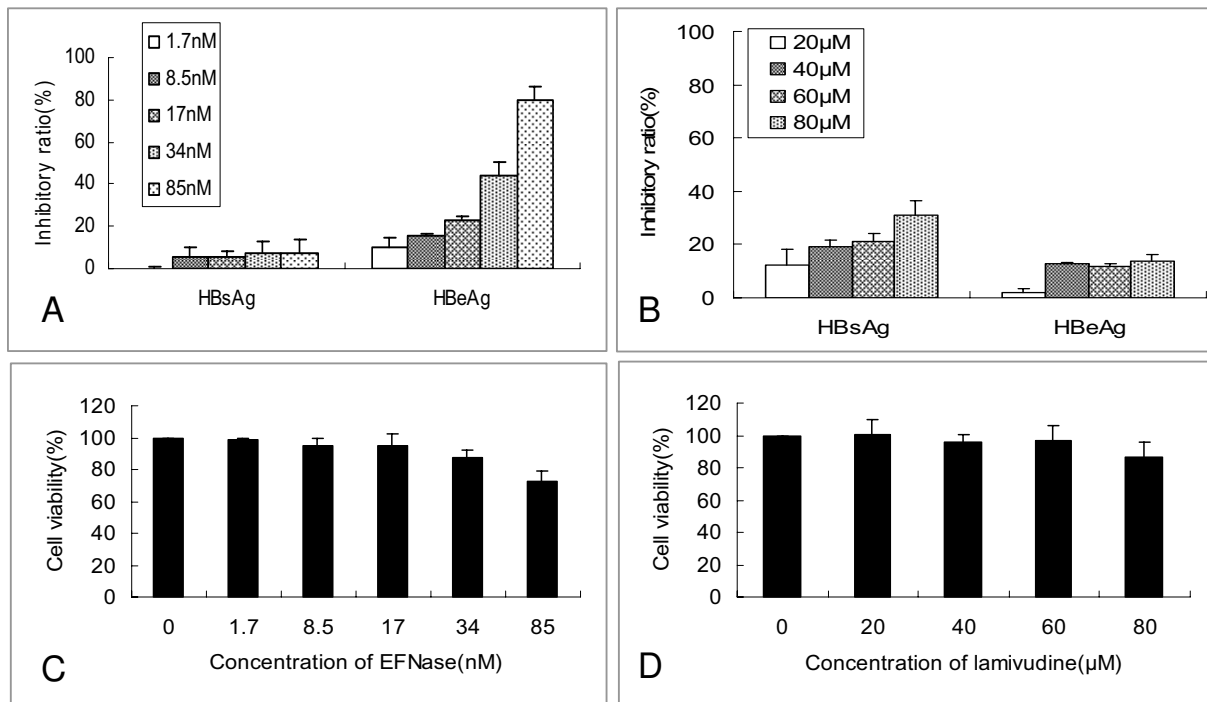 1.7nM
8.5nM
17nM
34nM
85nM
100
80
60
40
20
0
Inhibitory ratio(%)
HBsAg
HBeAg
A
20µM
40µM
60µM
80µM
100
80
60
40
20
0
Inhibitory ratio(%)
HBsAg
HBeAg
B
120
100
80
60
40
20
0
Cell viability(%)
0 1.7 8.5 17 34 85
Concentration of EFNase(nM)
C
120
100
80
60
40
20
0
Cell viability(%)
0 20 40 60 80
Concentration of lamivudine(µM)
D